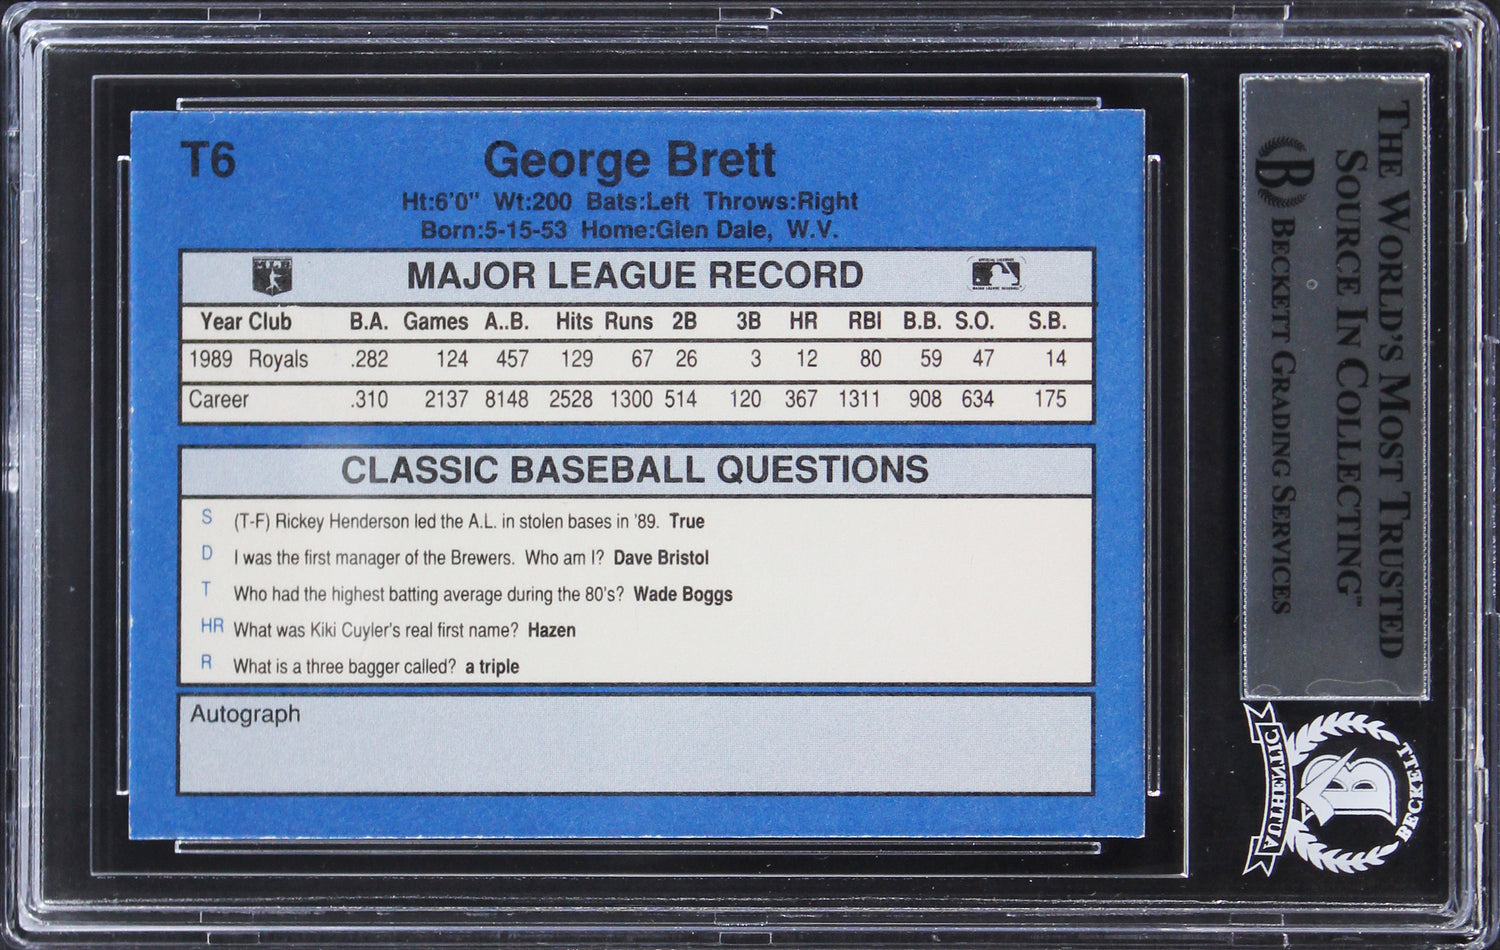 T6
George Brett
Ht:6'0" Wt:200 Bats:Left Throws:Right
Born:5-15-53 Home:Glen Dale, W.V.
MAJOR LEAGUE RECORD
Year Club B.A. Games A..B. Hits Runs 2B 3B HR RBI B.B. S.O. S.B.
1989 Royals .282 124 457 129 67 26 3 12 80 59 47 14
Career .310 2137 8148 2528 1300 514 120 367 1311 908 634 175
CLASSIC BASEBALL QUESTIONS
S (T-F) Rickey Henderson led the A.L. in stolen bases in '89. True
D I was the first manager of the Brewers. Who am I? Dave Bristol
T Who had the highest batting average during the 80's? Wade Boggs
HR What was Kiki Cuyler's real first name? Hazen
R What is a three bagger called? a triple
Autograph
THE WORLD'S MOST TRUSTED
SOURCE IN COLLECTING™
B BECKETT GRADING SERVICES
AUTHENTIC
B
BECKETT